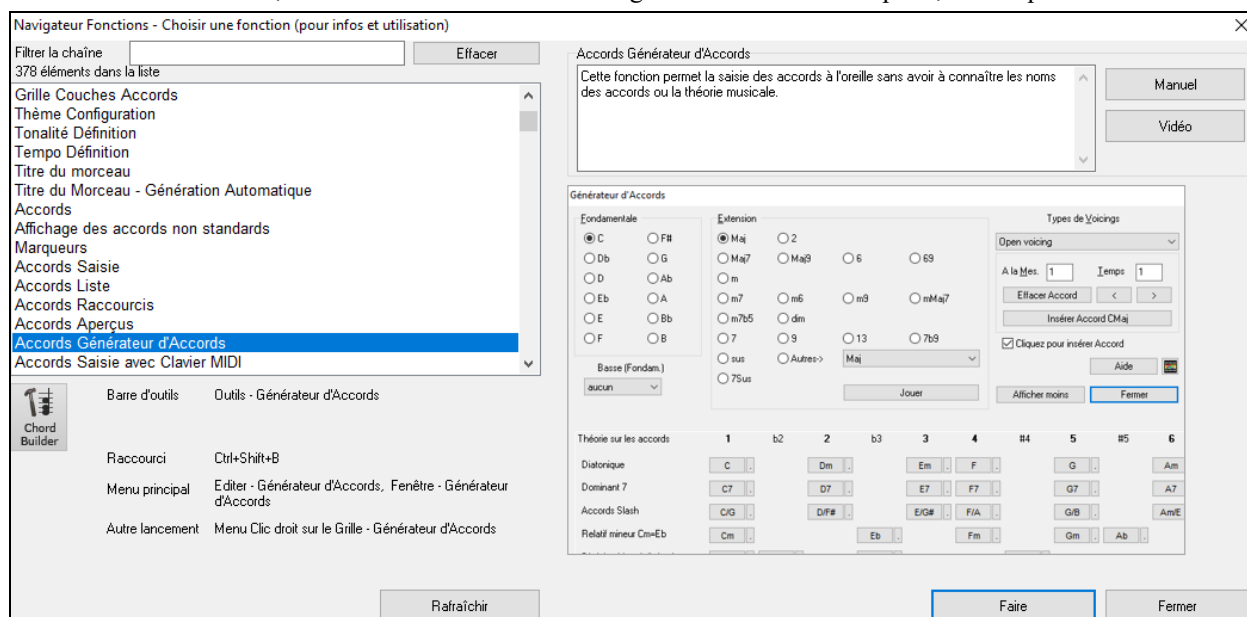 Navigateur Fonctions - Choisir une fonction (pour infos et utilisation)
Filtrer la chaîne
Effacer
378 éléments dans la liste
Grille Couches Accords
Thème Configuration
Tonalité Définition
Tempo Définition
Titre du morceau
Titre du Morceau - Génération Automatique
Accords
Affichage des accords non standards
Marqueurs
Accords Saisie
Accords Liste
Accords Raccourcis
Accords Aperçus
Accords Générateur d'Accords
Accords Saisie avec Clavier MIDI
Chord
Builder
Barre d'outils Outils - Générateur d'Accords
Raccourci Ctrl+Shift+B
Menu principal Editer - Générateur d'Accords, Fenêtre - Générateur
d'Accords
Autre lancement Menu Clic droit sur le Grille - Générateur d'Accords
Rafraîchir
Accords Générateur d'Accords
Cette fonction permet la saisie des accords à l'oreille sans avoir à connaître les noms
des accords ou la théorie musicale.
Manuel
Vidéo
Générateur d'Accords
Fondamentale
C F#
Db G
D Ab
Eb A
E Bb
F B
Basse (Fondam.)
aucun
Extension
Maj 2
Maj7 Maj9 6 69
m
m7 m6 m9 mMaj7
m7b5 dim
7 9 13 7b9
sus Autres-> Maj
7Sus
Jouer
Types de Voicings
Open voicing
A la Mes. 1 Temps 1
Effacer Accord < >
Insérer Accord CMaj
Cliquez pour insérer Accord
Aide
Afficher moins Fermer
Théorie sur les accords 1 b2 2 b3 3 4 #4 5 #5 6
Diatonique C . Dm . Em . F . G . Am
Dominant 7 C7 . D7 . E7 . F7 . G7 . A7
Accords Slash C/G . D/F# . E/G# . F/A . G/B . Am/E
Relatif mineur Cm=Eb Cm . Eb . Fm . Gm . Ab .
Faire
Fermer